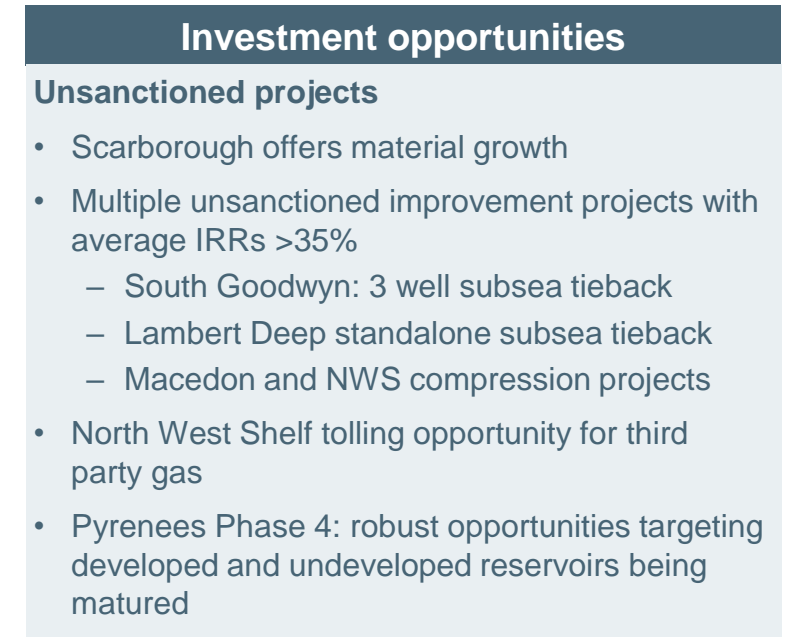 Investment opportunities
Unsanctioned projects
• Scarborough offers material growth
• Multiple unsanctioned improvement projects with
average IRRs >35%
– South Goodwyn: 3 well subsea tieback
– Lambert Deep standalone subsea tieback
– Macedon and NWS compression projects
• North West Shelf tolling opportunity for third
party gas
• Pyrenees Phase 4: robust opportunities targeting
developed and undeveloped reservoirs being
matured